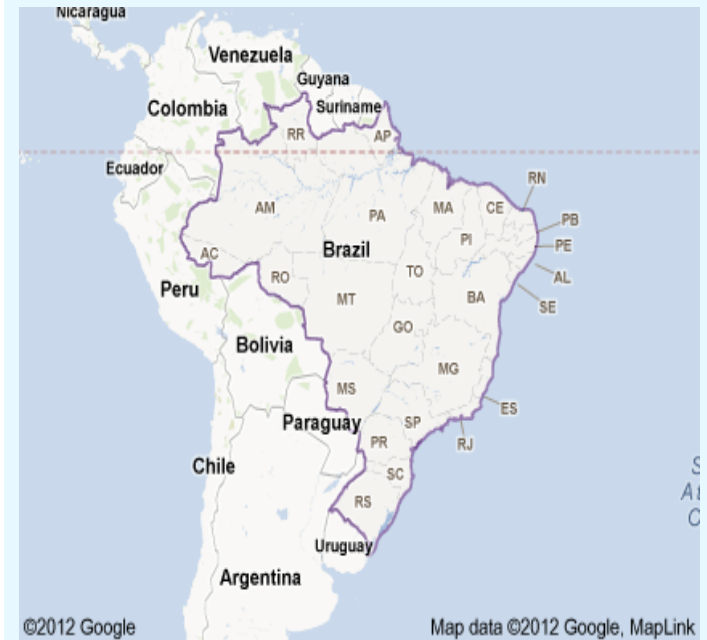 Nicaragua
Venezuela
Guyana
Suriname
Colombia
RR
AP
Ecuador
RN
AM
PA
MA
CE
PB
PI
PE
Brazil
AC
TO
AL
RO
Peru
MT
BA
SE
GO
Bolivia
MG
MS
ES
Paraguay
SP
PR
RJ
Chile
SC
S
At
RS
Uruguay
Argentina
©2012 Google
Map data ©2012 Google, MapLink